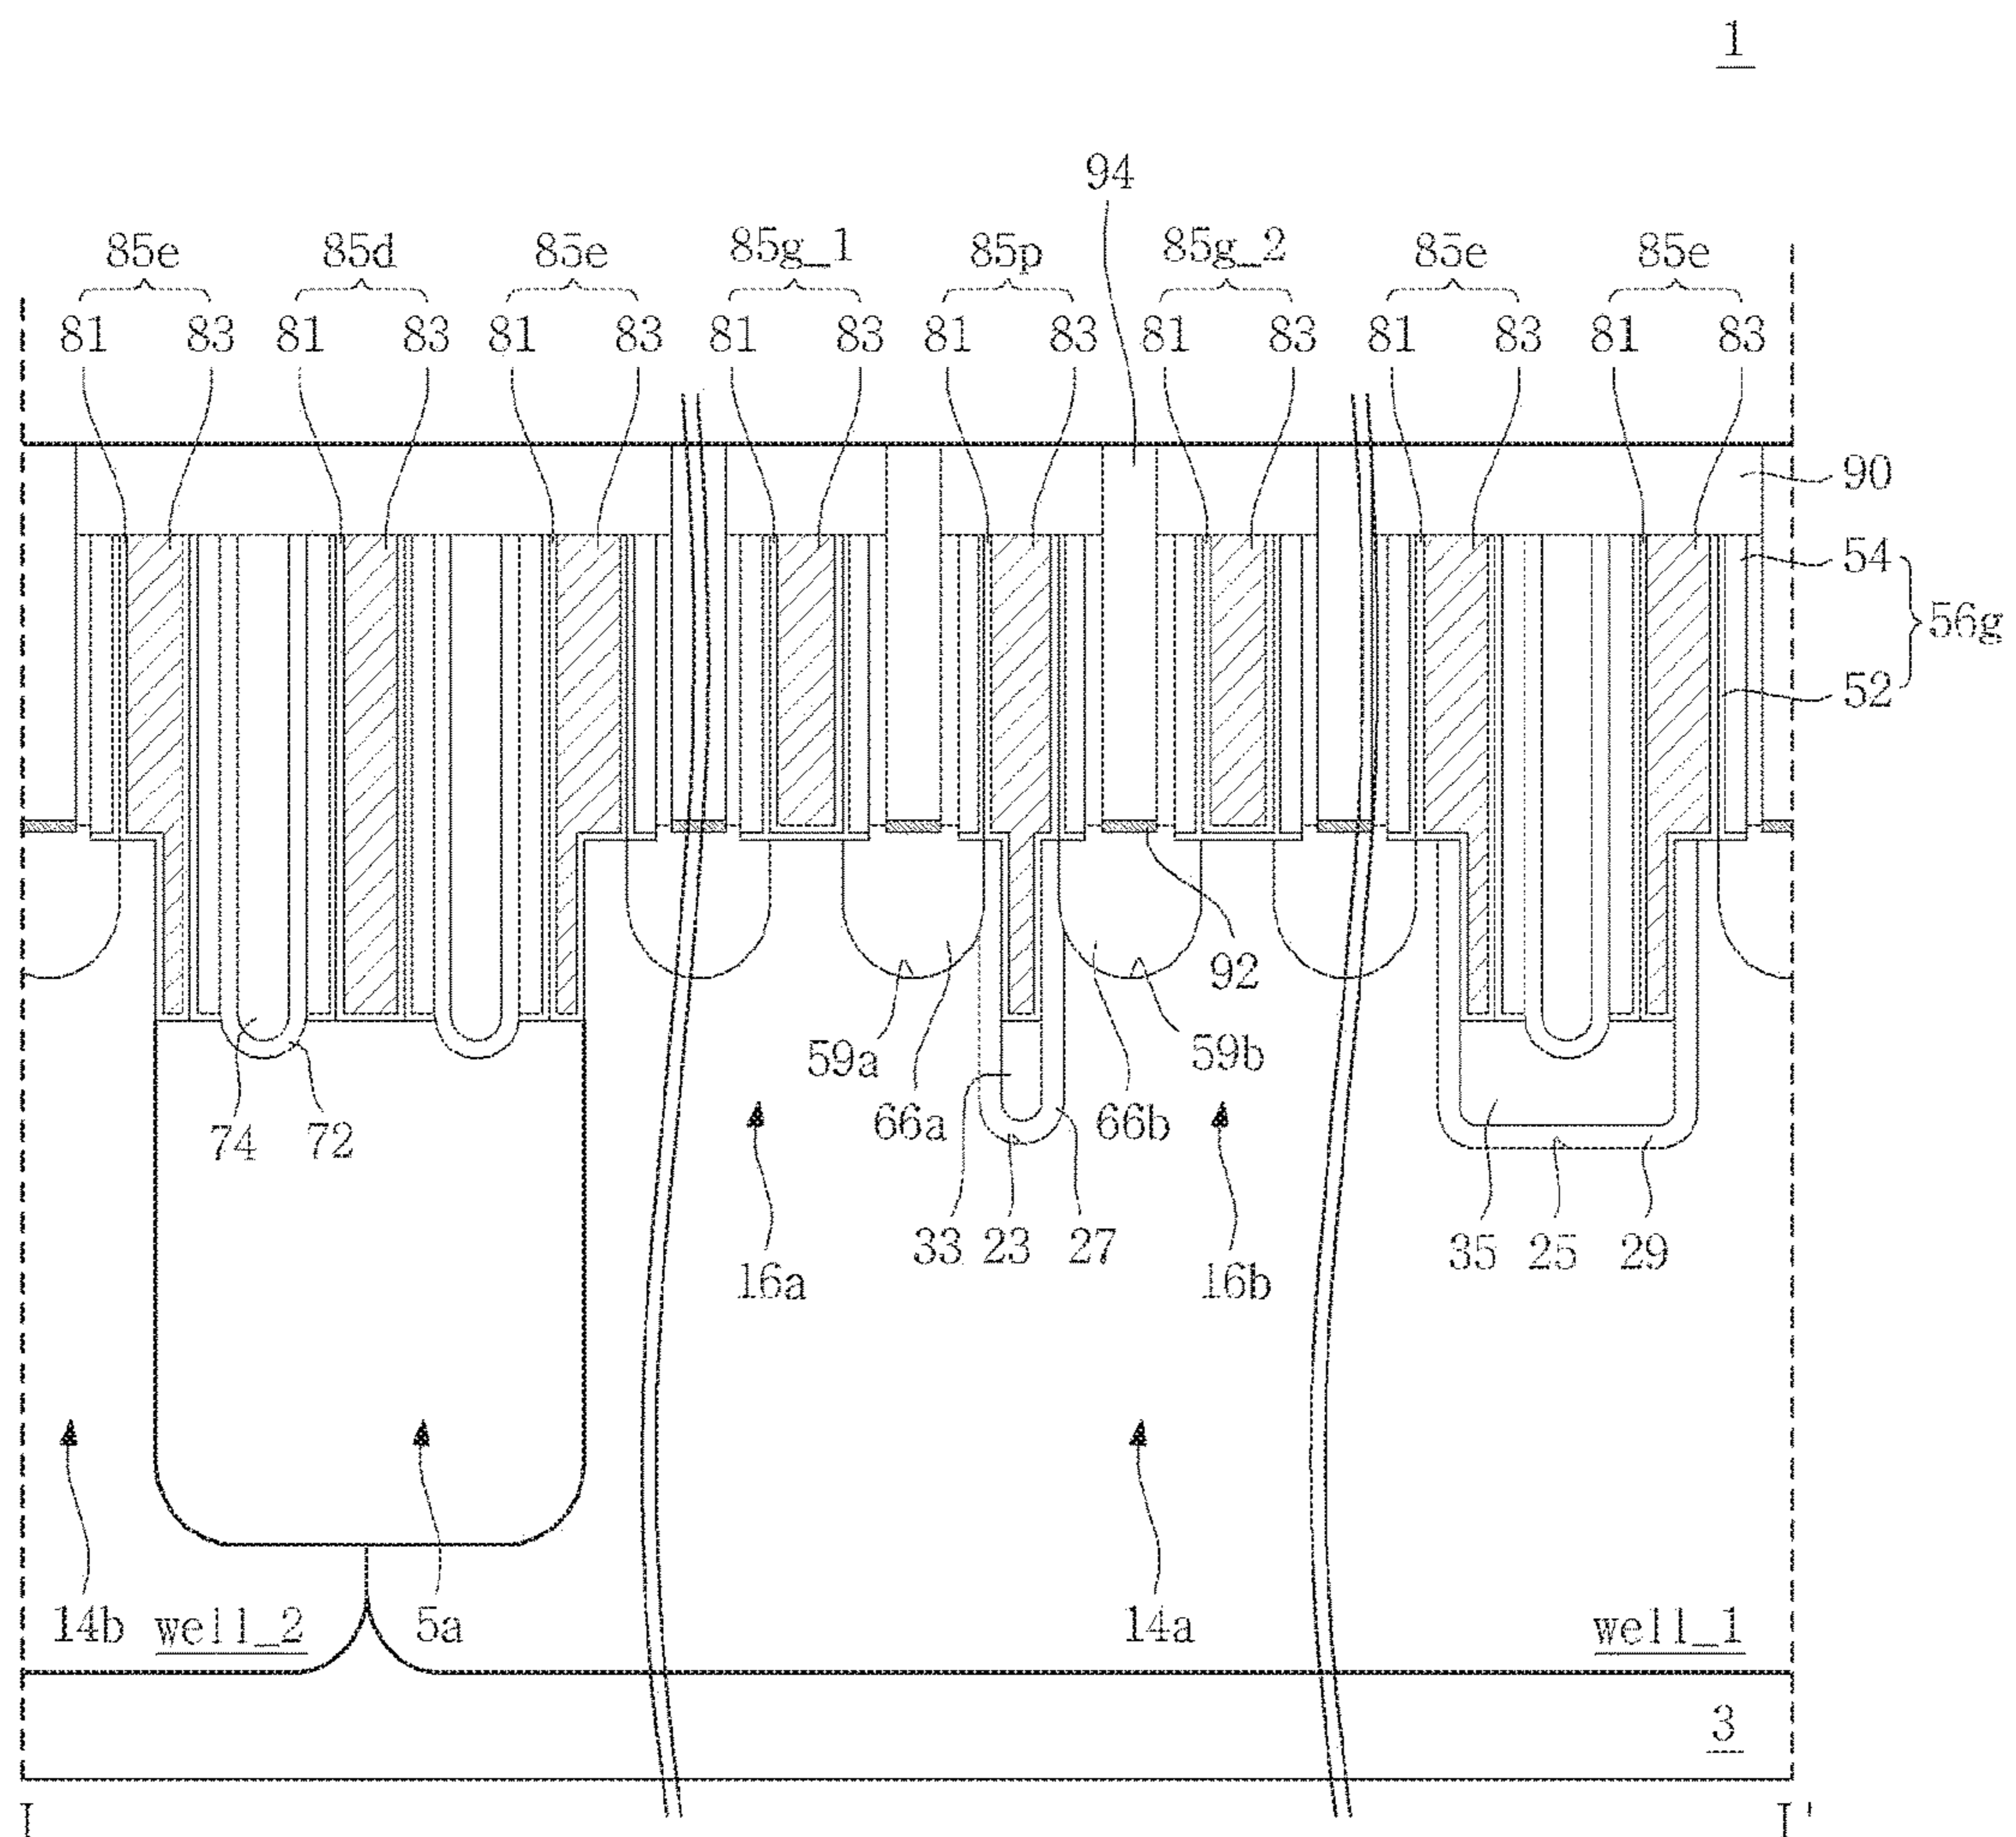 1
94
85e 85d 85e 85g_1 85p 85g_2 85e 85e
81 83 81 83 81 83 81 83 81 83 81 83 81 83 81 83
90
54
56g
52
92
59a 59b
66a 66b
74 72
33 23 27 35 25 29
16a 16b
14b well_2 5a 14a well_1
3
I I'